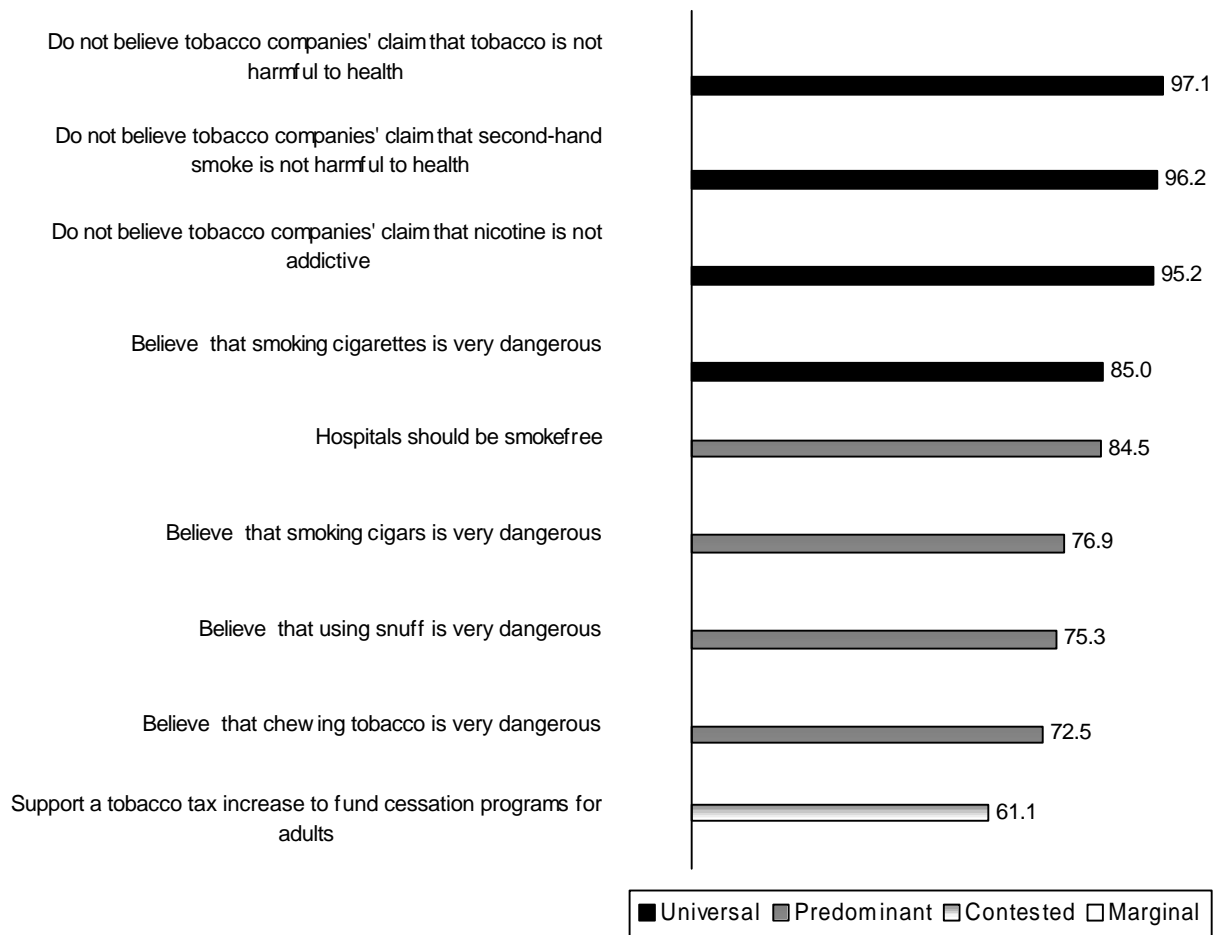 Do not believe tobacco companies' claim that tobacco is not
harmful to health
97.1
Do not believe tobacco companies' claim that second-hand
smoke is not harmful to health
96.2
Do not believe tobacco companies' claim that nicotine is not
addictive
95.2
Believe that smoking cigarettes is very dangerous
85.0
Hospitals should be smokefree
84.5
Believe that smoking cigars is very dangerous
76.9
Believe that using snuff is very dangerous
75.3
Believe that chewing tobacco is very dangerous
72.5
Support a tobacco tax increase to fund cessation programs for
adults
61.1
Universal Predominant Contested Marginal